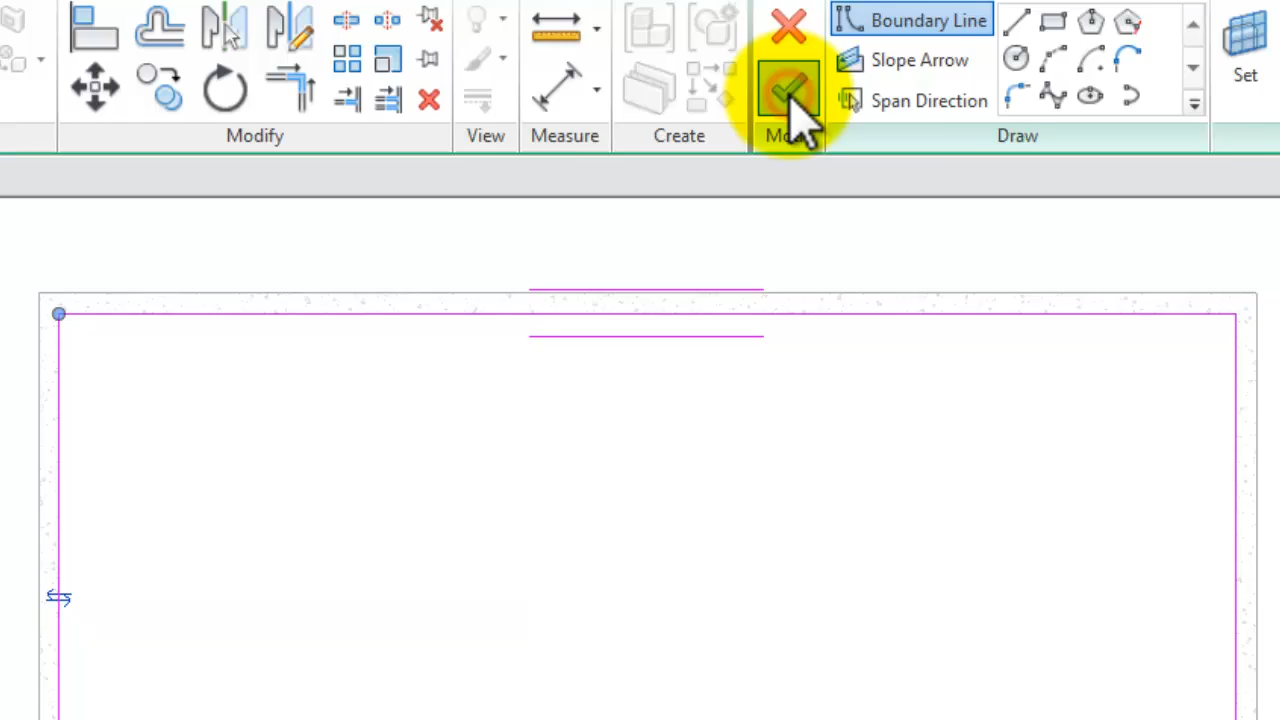 Boundary Line
Slope Arrow
Span Direction
Set
Modify
View
Measure
Create
Draw